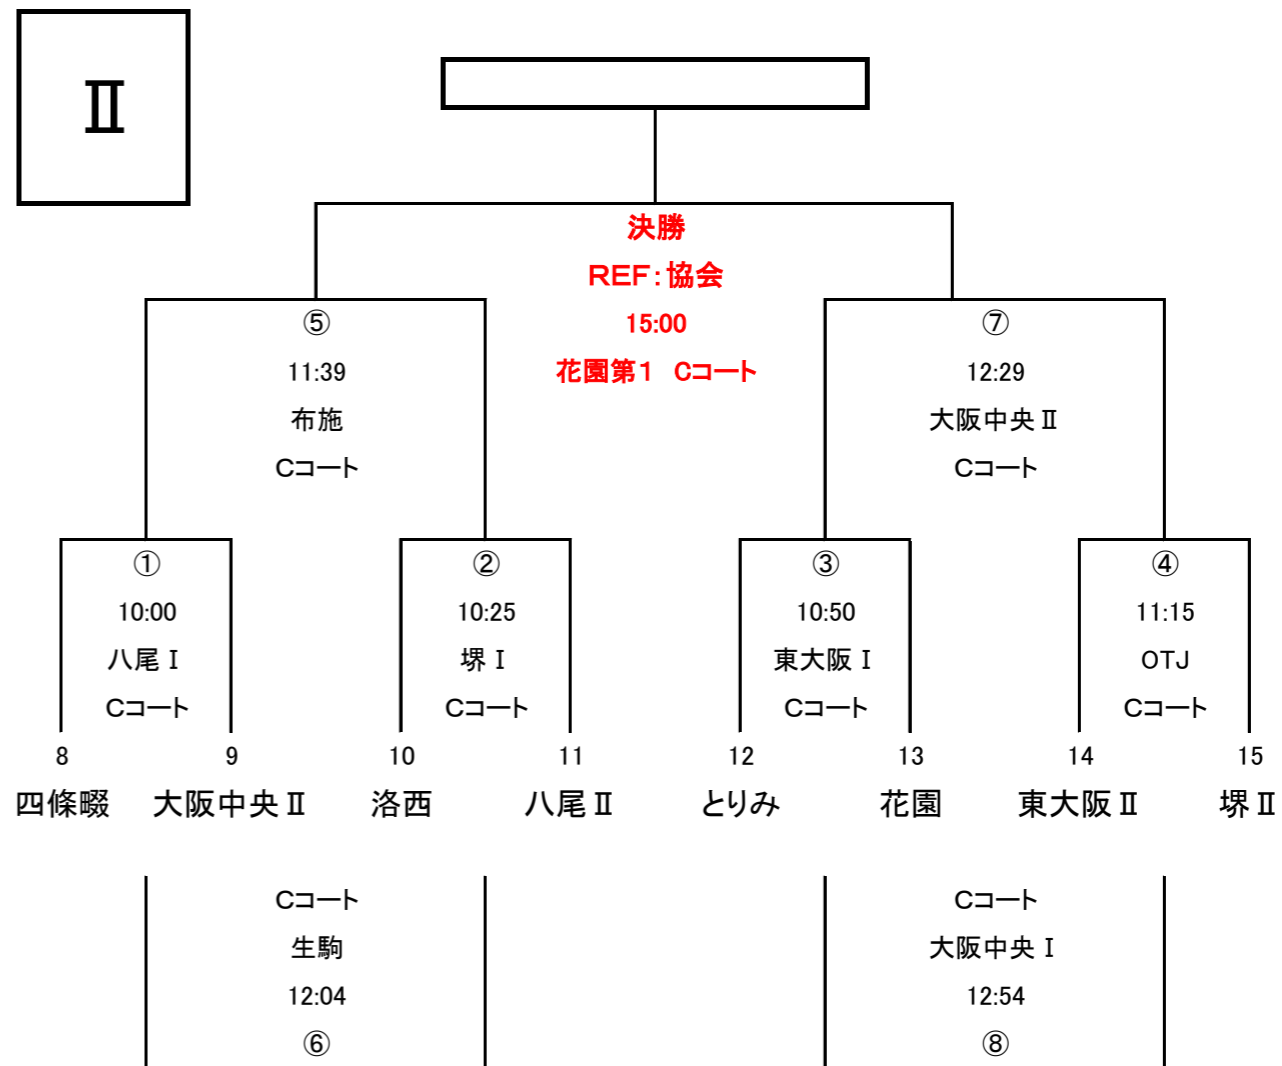 Ⅱ
決勝
REF:協会
15:00
花園第1 Cコート
⑤
11:39
布施
Cコート
⑦
12:29
大阪中央Ⅱ
Cコート
①
10:00
八尾Ⅰ
Cコート
②
10:25
堺Ⅰ
Cコート
③
10:50
東大阪Ⅰ
Cコート
④
11:15
OTJ
Cコート
8 9 10 11 12 13 14 15
四條畷 大阪中央Ⅱ 洛西 八尾Ⅱ とりみ 花園 東大阪Ⅱ 堺Ⅱ
Cコート
生駒
12:04
⑥
Cコート
大阪中央Ⅰ
12:54
⑧